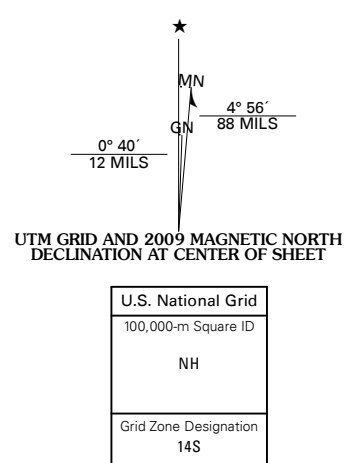 ★
MN
4° 56´
88 MILS
GN
0° 40´
12 MILS
UTM GRID AND 2009 MAGNETIC NORTH
DECLINATION AT CENTER OF SHEET
U.S. National Grid
100,000-m Square ID
NH
Grid Zone Designation
14S